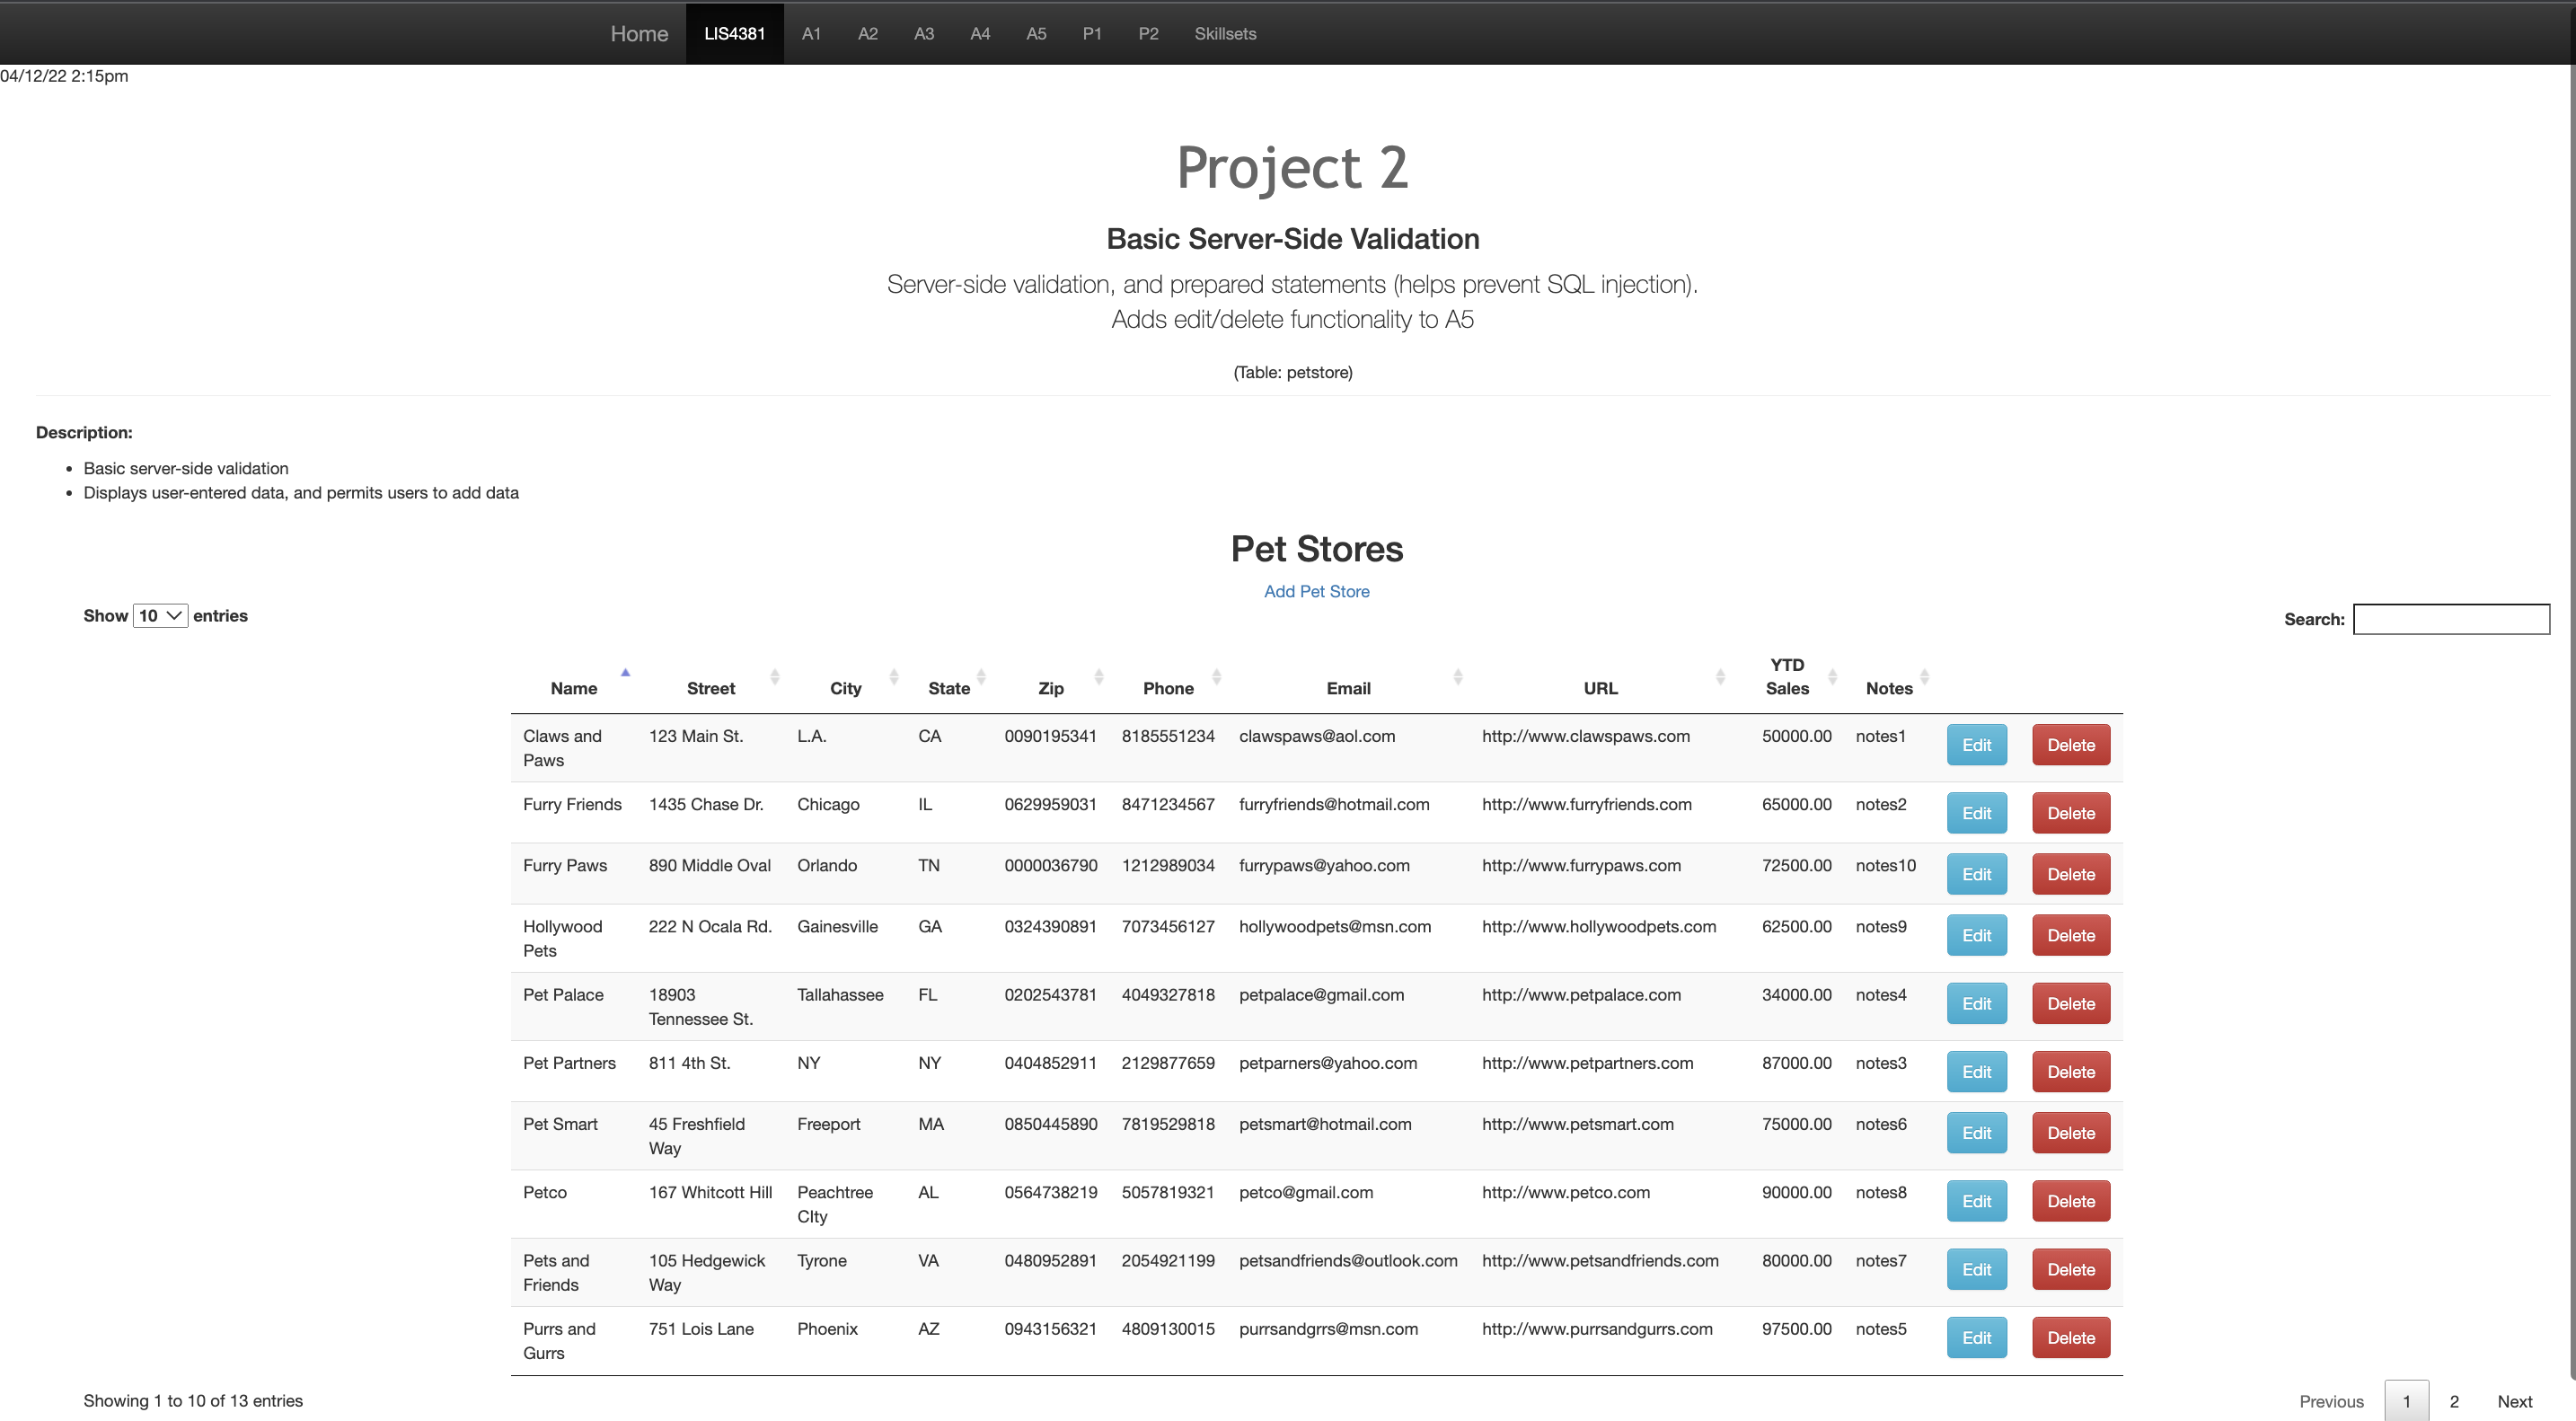 Home LIS4381 A1 A2 A3 A4 A5 P1 P2 Skillsets
04/12/22 2:15pm
Project 2
Basic Server-Side Validation
Server-side validation, and prepared statements (helps prevent SQL injection).
Adds edit/delete functionality to A5
(Table: petstore)
Description:
• Basic server-side validation
• Displays user-entered data, and permits users to add data
Pet Stores
Add Pet Store
Show 10 entries Search:
YTD
Name Street City State Zip Phone Email URL Sales Notes
Claws and 123 Main St. L.A. CA 0090195341 8185551234 clawspaws@aol.com http://www.clawspaws.com 50000.00 notes1 Edit Delete
Paws
Furry Friends 1435 Chase Dr. Chicago IL 0629959031 8471234567 furryfriends@hotmail.com http://www.furryfriends.com 65000.00 notes2 Edit Delete
Furry Paws 890 Middle Oval Orlando TN 0000036790 1212989034 furrypaws@yahoo.com http://www.furrypaws.com 72500.00 notes10 Edit Delete
Hollywood 222 N Ocala Rd. Gainesville GA 0324390891 7073456127 hollywoodpets@msn.com http://www.hollywoodpets.com 62500.00 notes9 Edit Delete
Pets
Pet Palace 18903 Tallahassee FL 0202543781 4049327818 petpalace@gmail.com http://www.petpalace.com 34000.00 notes4 Edit Delete
Tennessee St.
Pet Partners 811 4th St. NY NY 0404852911 2129877659 petparners@yahoo.com http://www.petpartners.com 87000.00 notes3 Edit Delete
Pet Smart 45 Freshfield Freeport MA 0850445890 7819529818 petsmart@hotmail.com http://www.petsmart.com 75000.00 notes6 Edit Delete
Way
Petco 167 Whitcott Hill Peachtree AL 0564738219 5057819321 petco@gmail.com http://www.petco.com 90000.00 notes8 Edit Delete
CIty
Pets and 105 Hedgewick Tyrone VA 0480952891 2054921199 petsandfriends@outlook.com http://www.petsandfriends.com 80000.00 notes7 Edit Delete
Friends Way
Purrs and 751 Lois Lane Phoenix AZ 0943156321 4809130015 purrsandgrrs@msn.com http://www.purrsandgurrs.com 97500.00 notes5 Edit Delete
Gurrs
Showing 1 to 10 of 13 entries Previous 1 2 Next